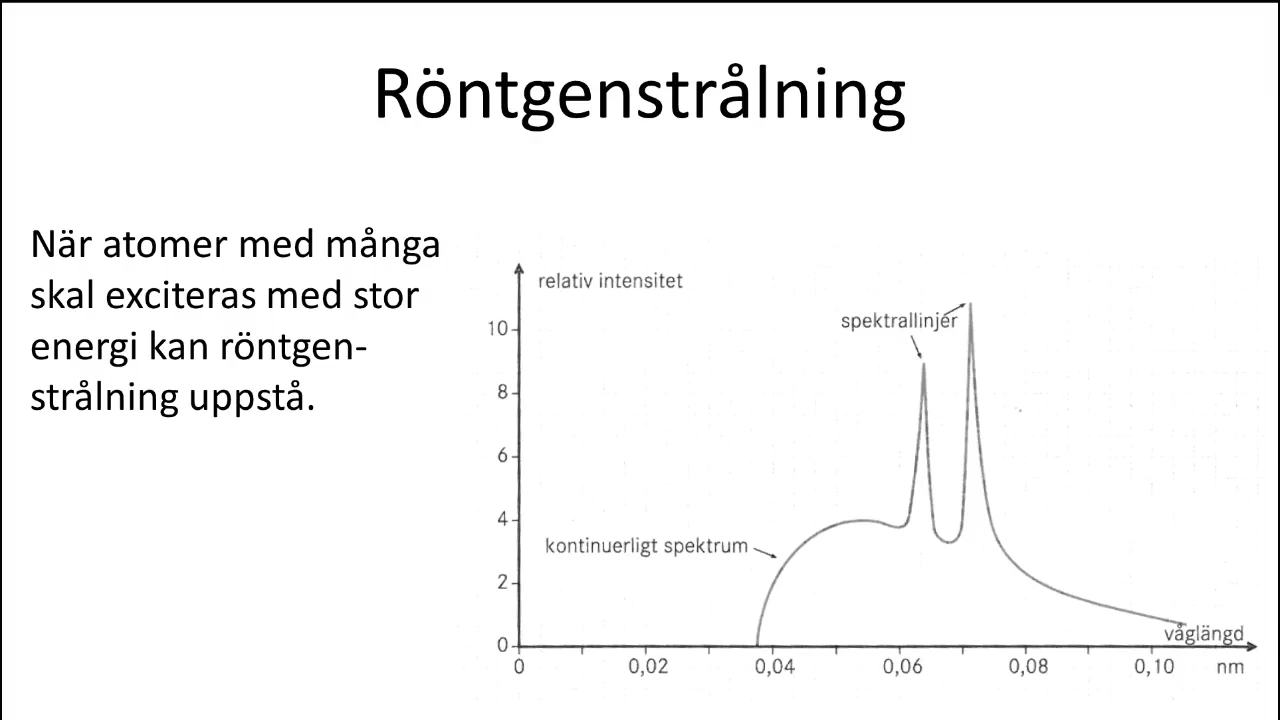 Röntgenstrålning
När atomer med många
skal exciteras med stor
energi kan röntgen-
strålning uppstå.
relativ intensitet
spektrallinjer
kontinuerligt spektrum
10
8
6
4
2
0
våglängd
0
0,02
0,04
0,06
0,08
0,10
nm